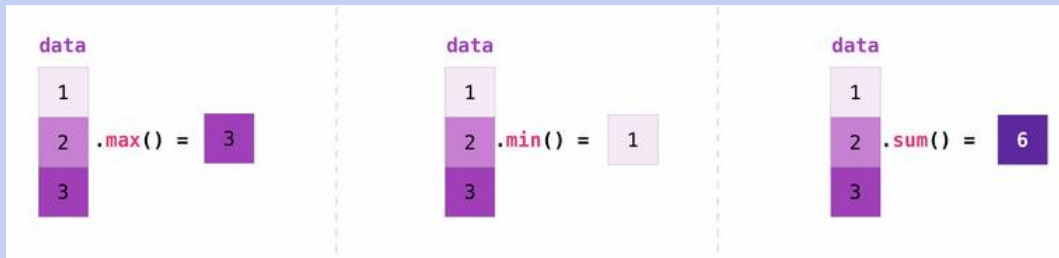 data
1
2
3
.max() = 3
data
1
2
3
.min() = 1
data
1
2
3
.sum() = 6